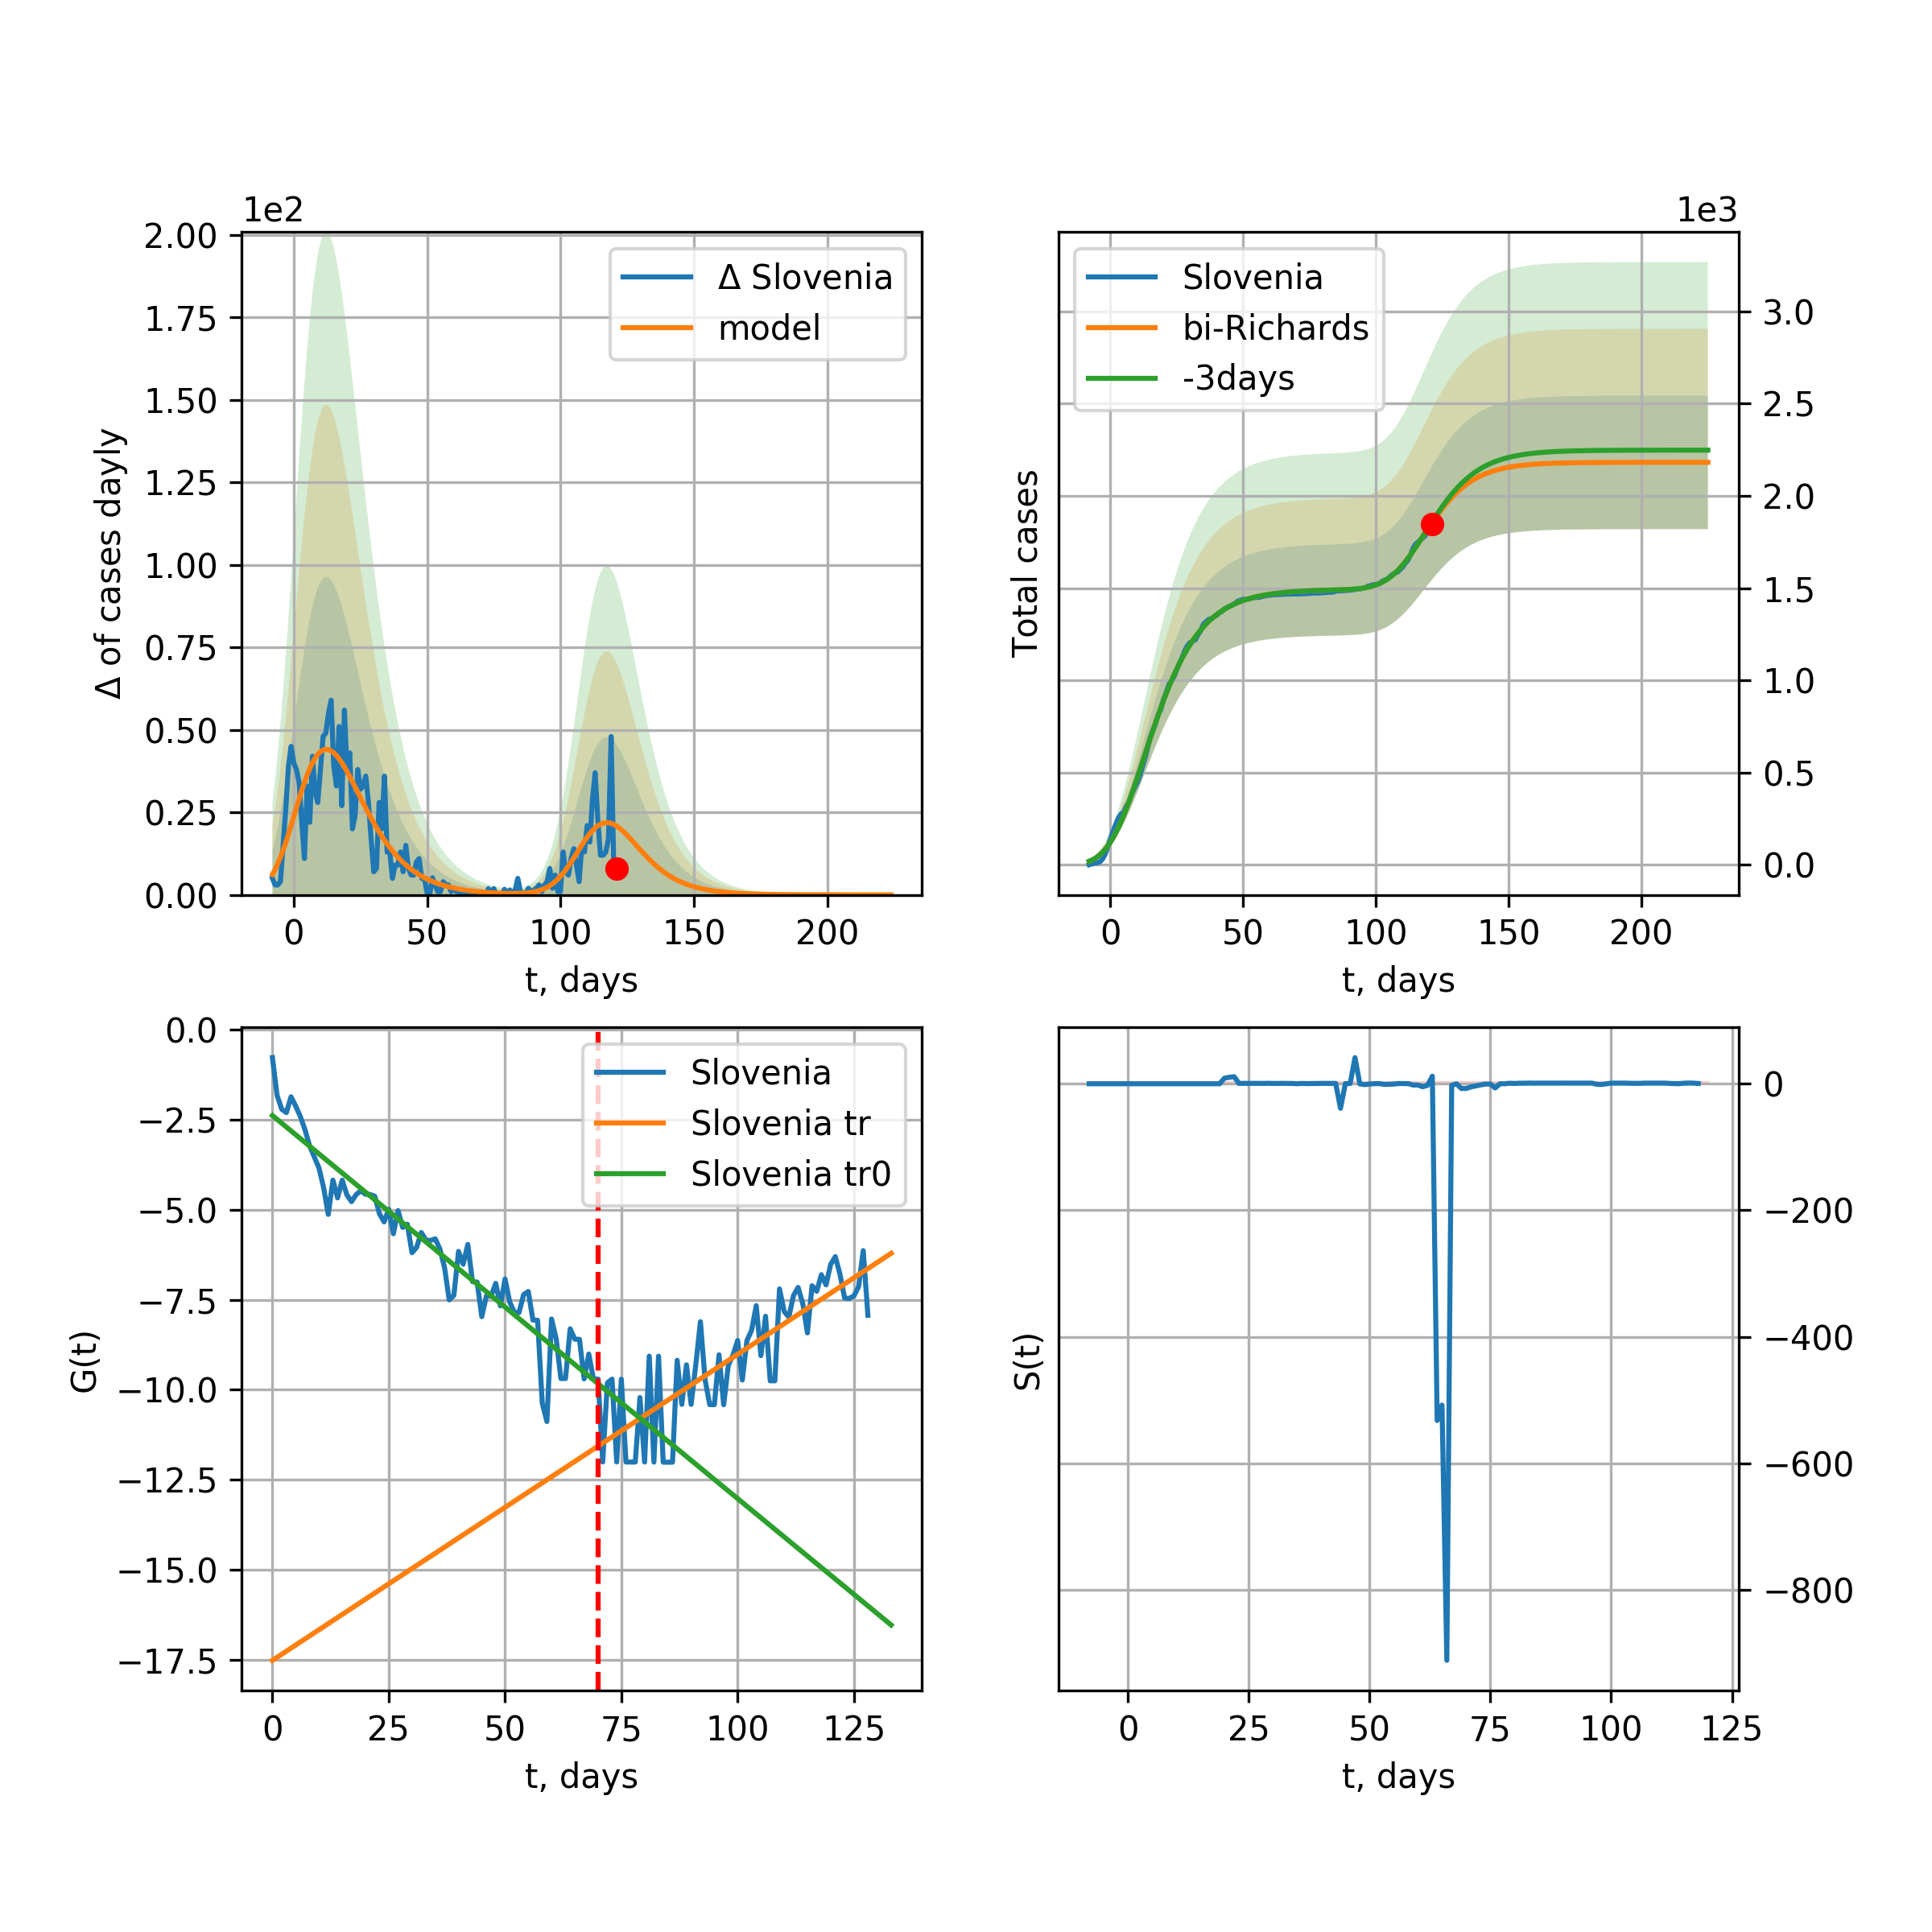 1e2
2.00
1.75
1.50
1.25
1.00
0.75
0.50
0.25
0.00
Δ of cases dayly
Δ Slovenia
model
0
50
100
150
200
t, days
1e3
Slovenia
bi-Richards
-3days
Total cases
3.0
2.5
2.0
1.5
1.0
0.5
0.0
0
50
100
150
200
t, days
0.0
−2.5
−5.0
−7.5
−10.0
−12.5
−15.0
−17.5
G(t)
Slovenia
Slovenia tr
Slovenia tr0
0
25
50
75
100
125
t, days
S(t)
0
−200
−400
−600
−800
0
25
50
75
100
125
t, days